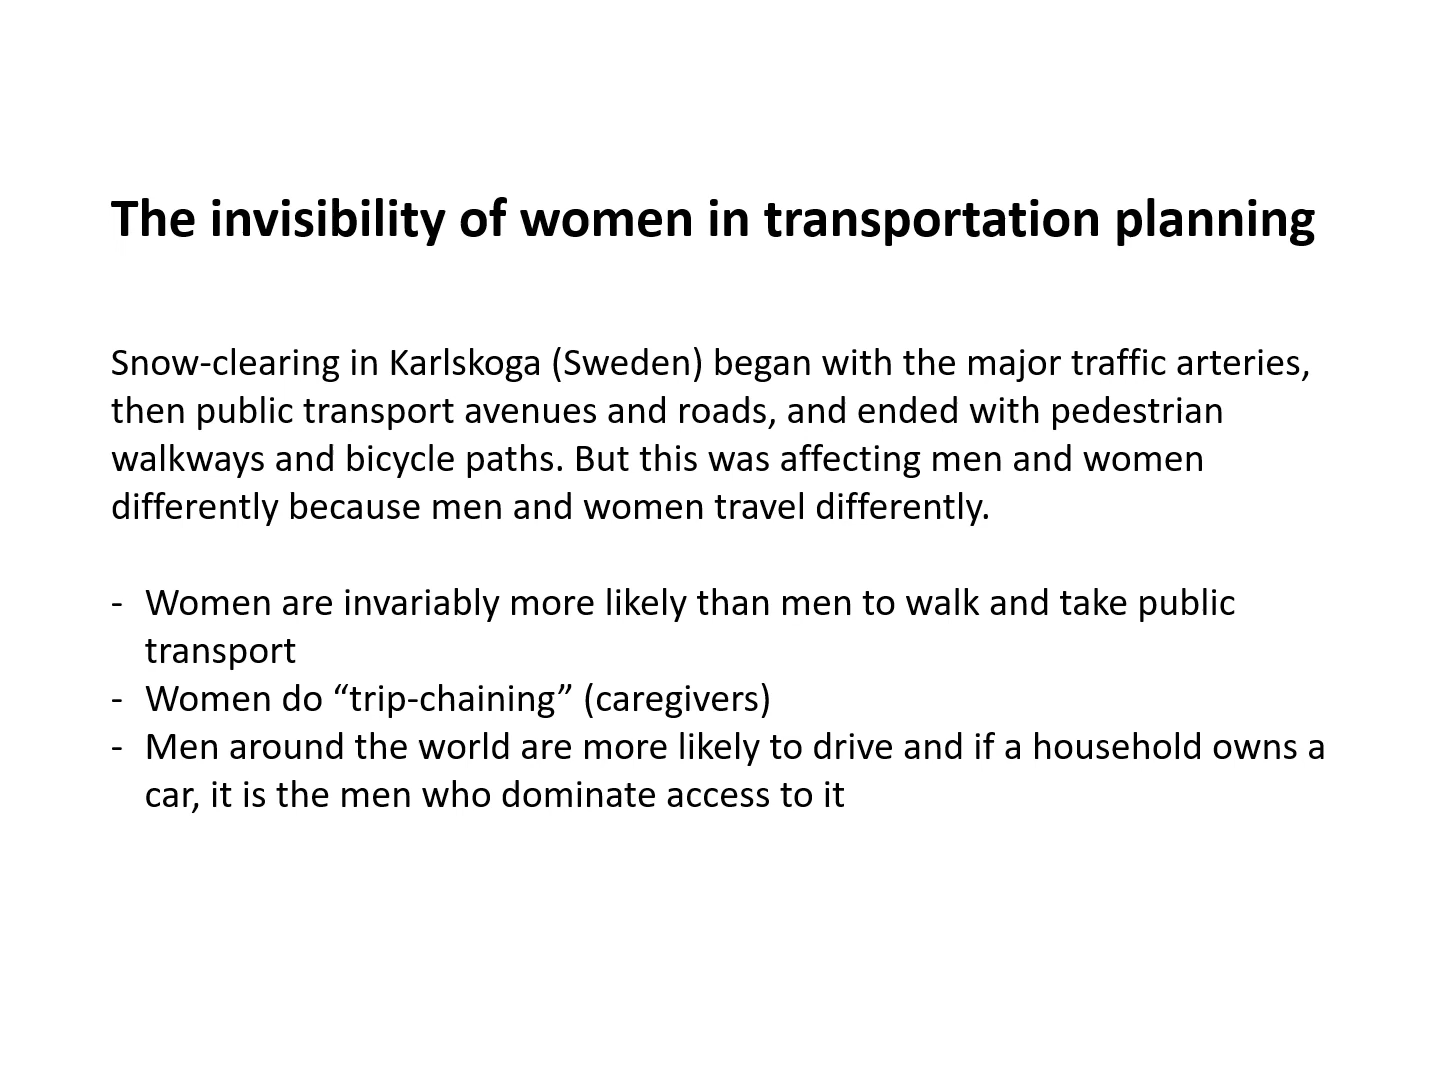 The invisibility of women in transportation planning
Snow-clearing in Karlskoga (Sweden) began with the major traffic arteries,
then public transport avenues and roads, and ended with pedestrian
walkways and bicycle paths. But this was affecting men and women
differently because men and women travel differently.
- Women are invariably more likely than men to walk and take public
transport
- Women do “trip-chaining” (caregivers)
- Men around the world are more likely to drive and if a household owns a
car, it is the men who dominate access to it